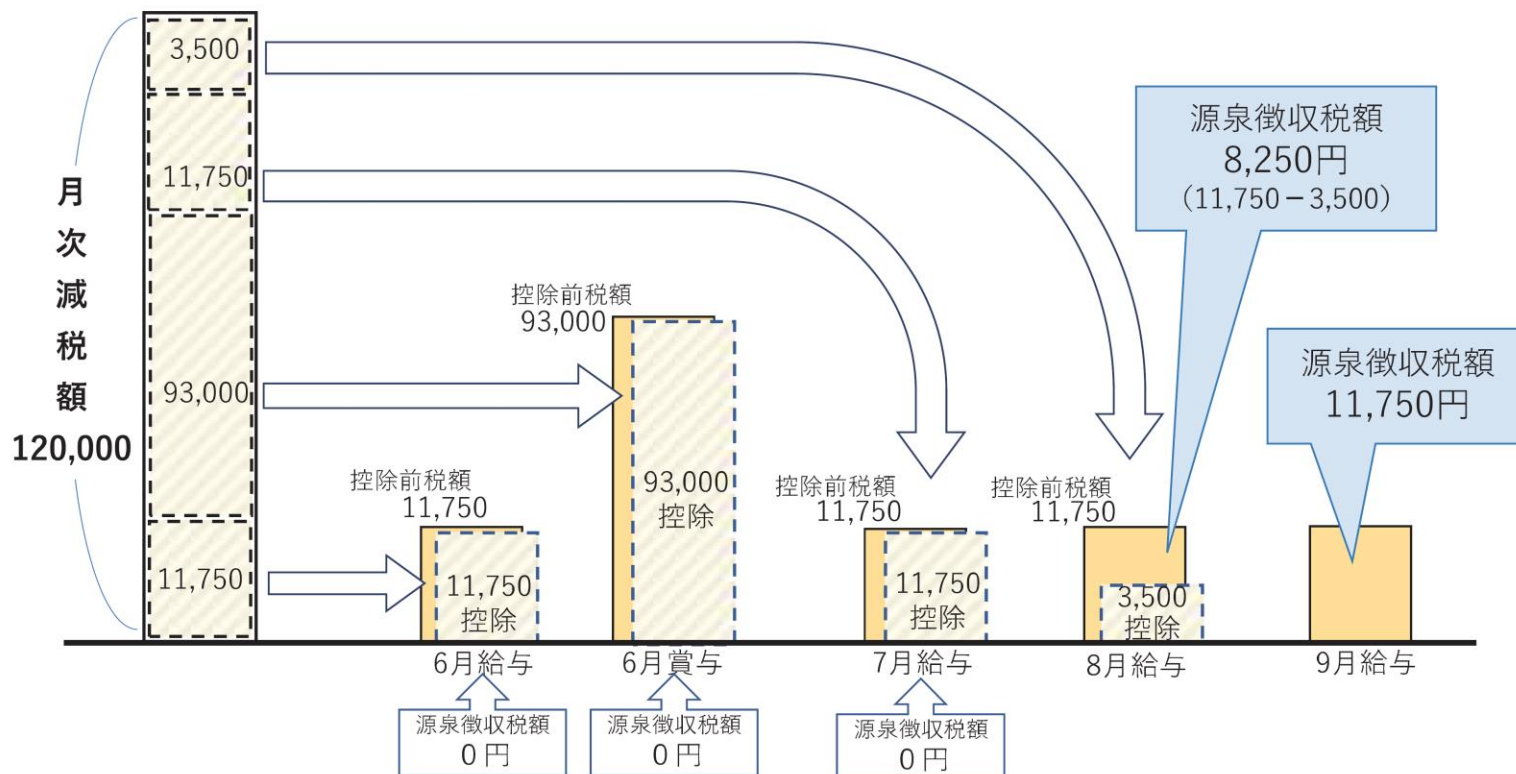 月次減税額
120,000
3,500
11,750
93,000
11,750
控除前税額
11,750
11,750
控除
6月給与
源泉徴収税額
0円
控除前税額
93,000
93,000
控除
6月賞与
源泉徴収税額
0円
控除前税額
11,750
11,750
控除
7月給与
源泉徴収税額
0円
控除前税額
11,750
3,500
控除
8月給与
源泉徴収税額
8,250円
(11,750－3,500)
源泉徴収税額
11,750円
9月給与